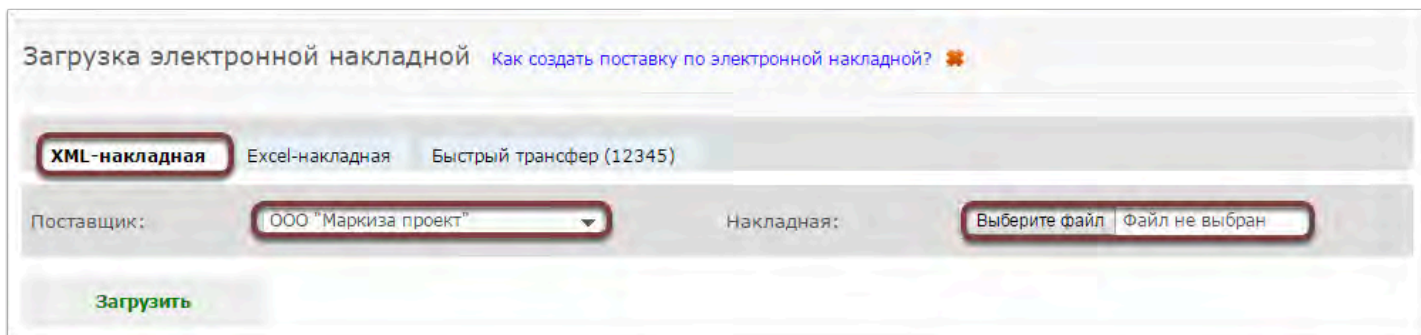 Загрузка электронной накладной Как создать поставку по электронной накладной?
XML-накладная Excel-накладная Быстрый трансфер (12345)
Поставщик: ООО "Маркиза проект" Накладная: Выберите файл Файл не выбран
Загрузить